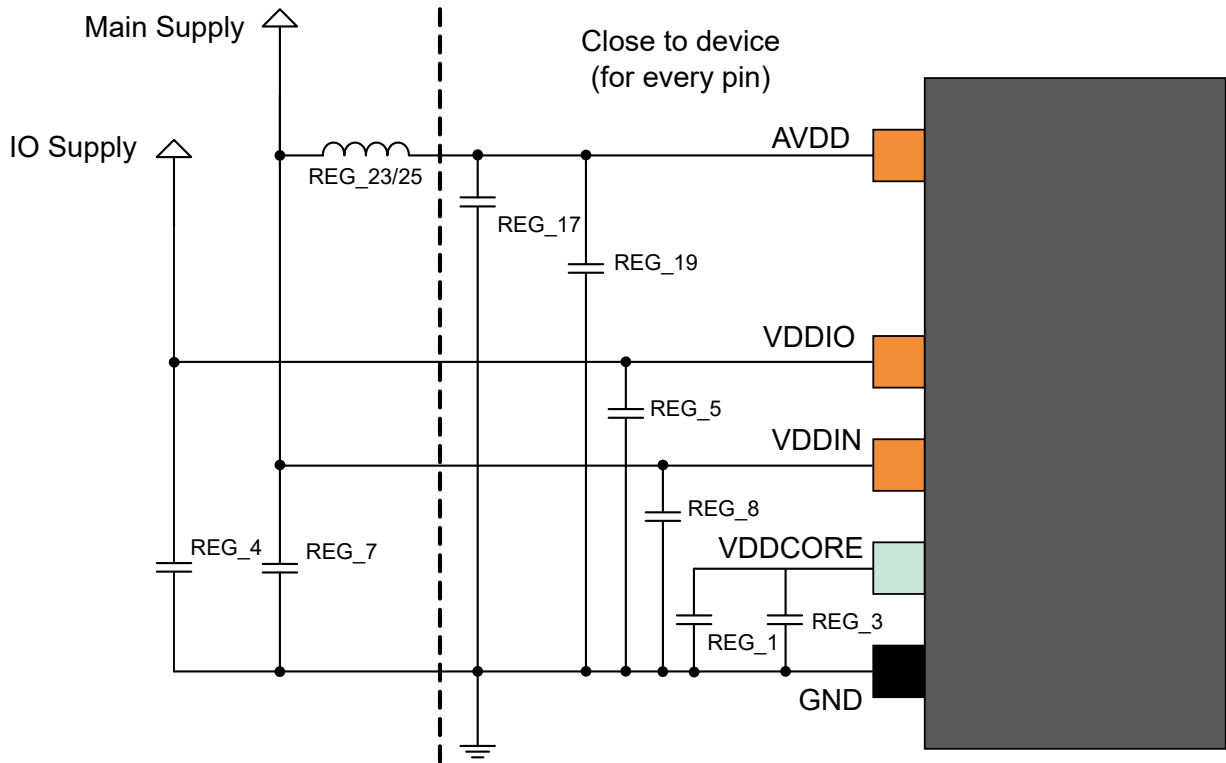 Main Supply
Close to device
(for every pin)
IO Supply
AVDD
REG_23/25
REG_17
REG_19
VDDIO
REG_5
VDDIN
REG_8
REG_4
REG_7
VDDCORE
REG_1
REG_3
GND